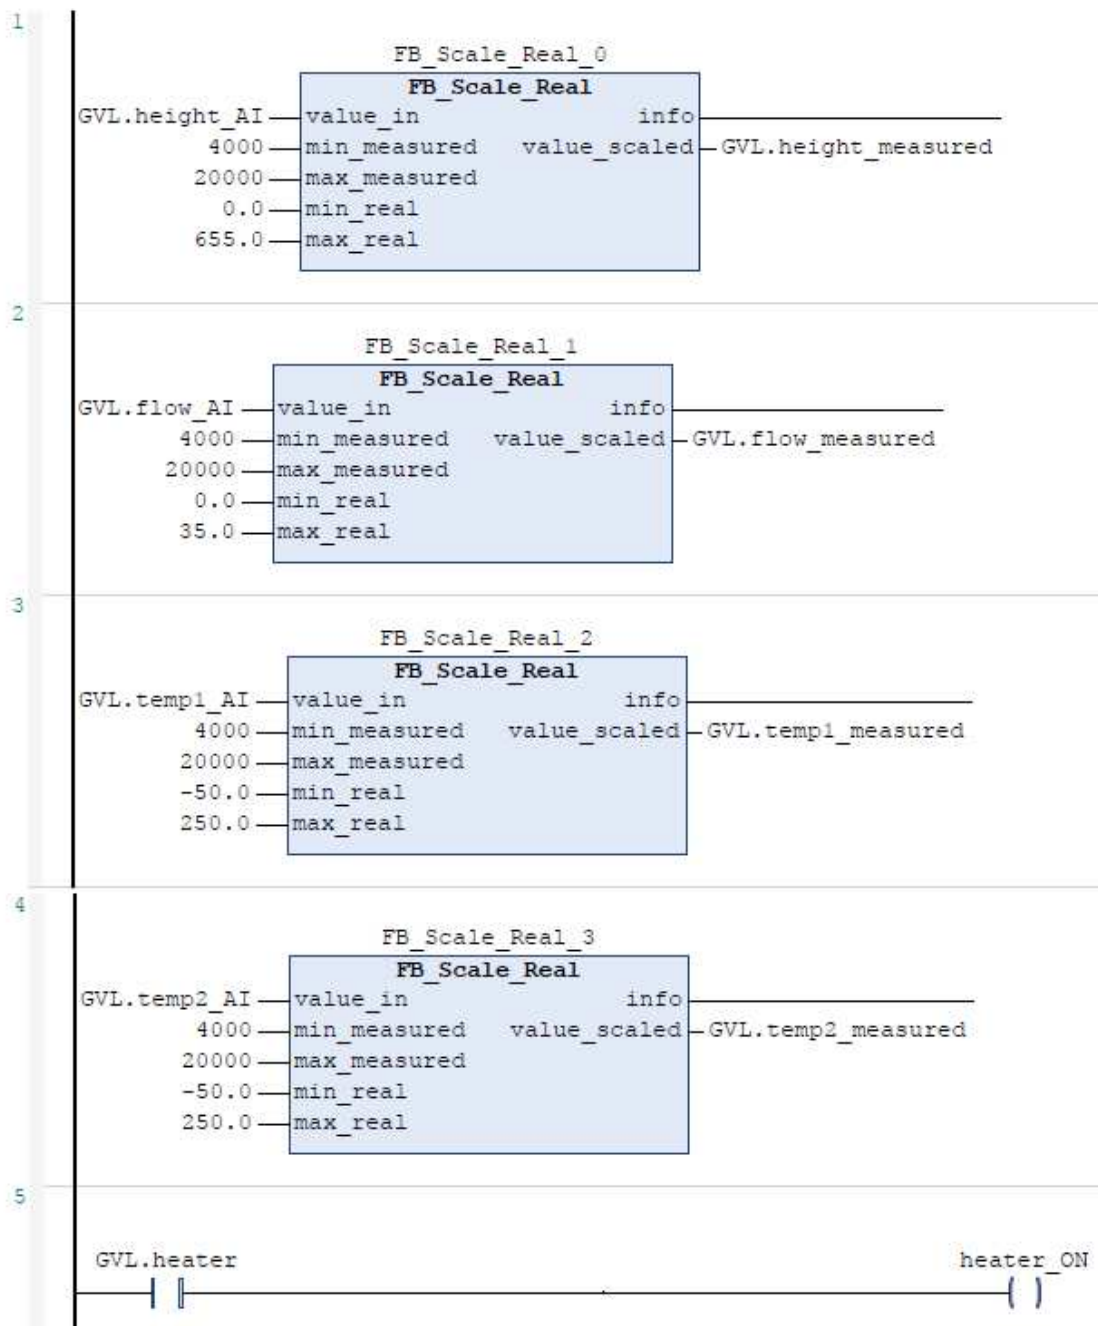 1
FB_Scale_Real_0
FB_Scale_Real
GVL.height_AI value_in info
4000 min_measured value_scaled GVL.height_measured
20000 max_measured
0.0 min_real
655.0 max_real
2
FB_Scale_Real_1
FB_Scale_Real
GVL.flow_AI value_in info
4000 min_measured value_scaled GVL.flow_measured
20000 max_measured
0.0 min_real
35.0 max_real
3
FB_Scale_Real_2
FB_Scale_Real
GVL.temp1_AI value_in info
4000 min_measured value_scaled GVL.temp1_measured
20000 max_measured
-50.0 min_real
250.0 max_real
4
FB_Scale_Real_3
FB_Scale_Real
GVL.temp2_AI value_in info
4000 min_measured value_scaled GVL.temp2_measured
20000 max_measured
-50.0 min_real
250.0 max_real
5
GVL.heater heater_ON